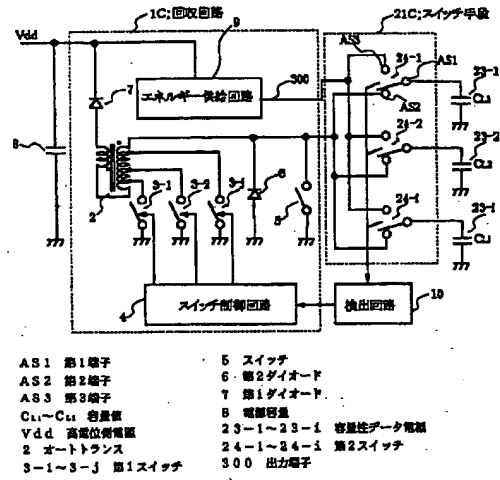 1C;回収回路
9
21C;スイッチ手段
Vdd
AS3
24-1
AS1
23-1
300
7
エネルギー供給回路
AS2
CL1
8
24-2
23-2
CL2
3-1
3-2
3-j
6
24-i
23-i
2
5
CLi
スイッチ制御回路
検出回路
10
4
AS1 第1端子
AS2 第2端子
AS3 第3端子
CL1~CLi 容量値
Vdd 高電位側電源
2 オートトランス
3-1~3-j 第1スイッチ
5 スイッチ
6 第2ダイオード
7 第1ダイオード
8 電源容量
23-1~23-i 容量性データ電極
24-1~24-i 第2スイッチ
300 出力端子